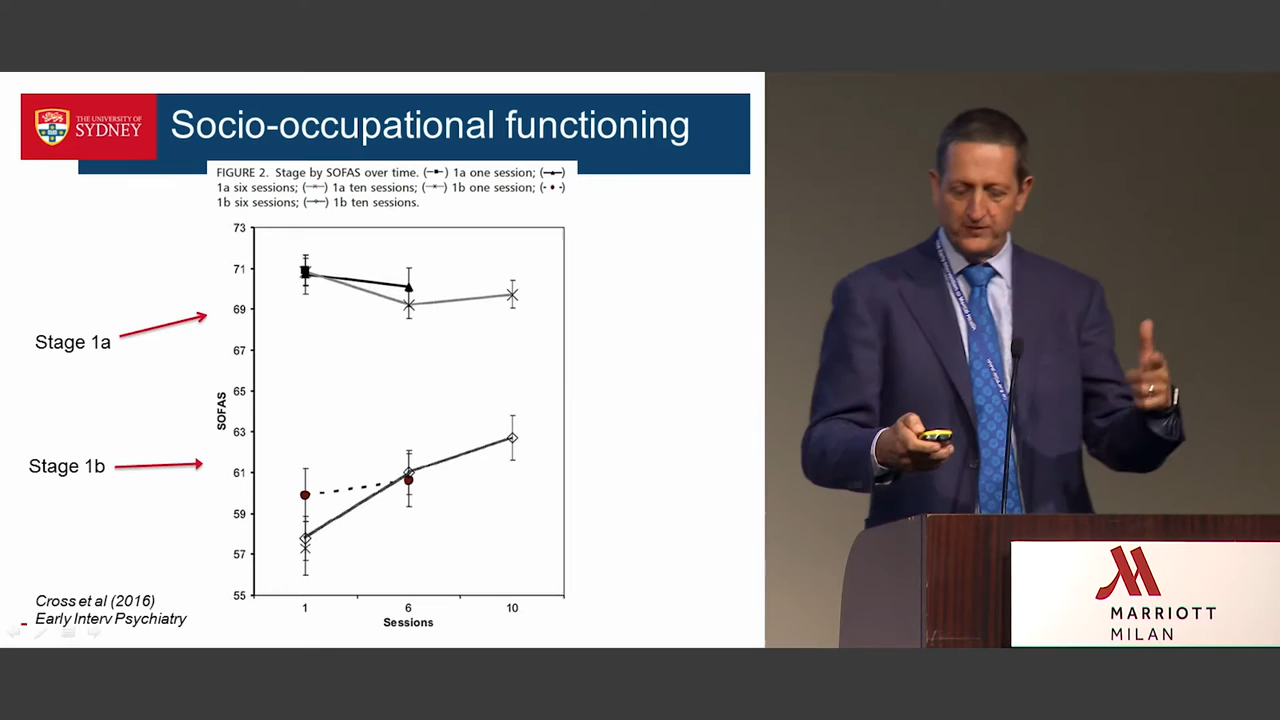 THE UNIVERSITY OF
SYDNEY
Socio-occupational functioning
FIGURE 2. Stage by SOFAS over time. () 1a one session; ()
1a six sessions; () 1a ten sessions; () 1b one session; ()
1b six sessions; () 1b ten sessions.
73
71
69
67
65
63
61
59
57
55
SOFAS
1 6 10
Sessions
Stage 1a
Stage 1b
Cross et al (2016)
Early Interv Psychiatry
MARRIOTT
MILAN